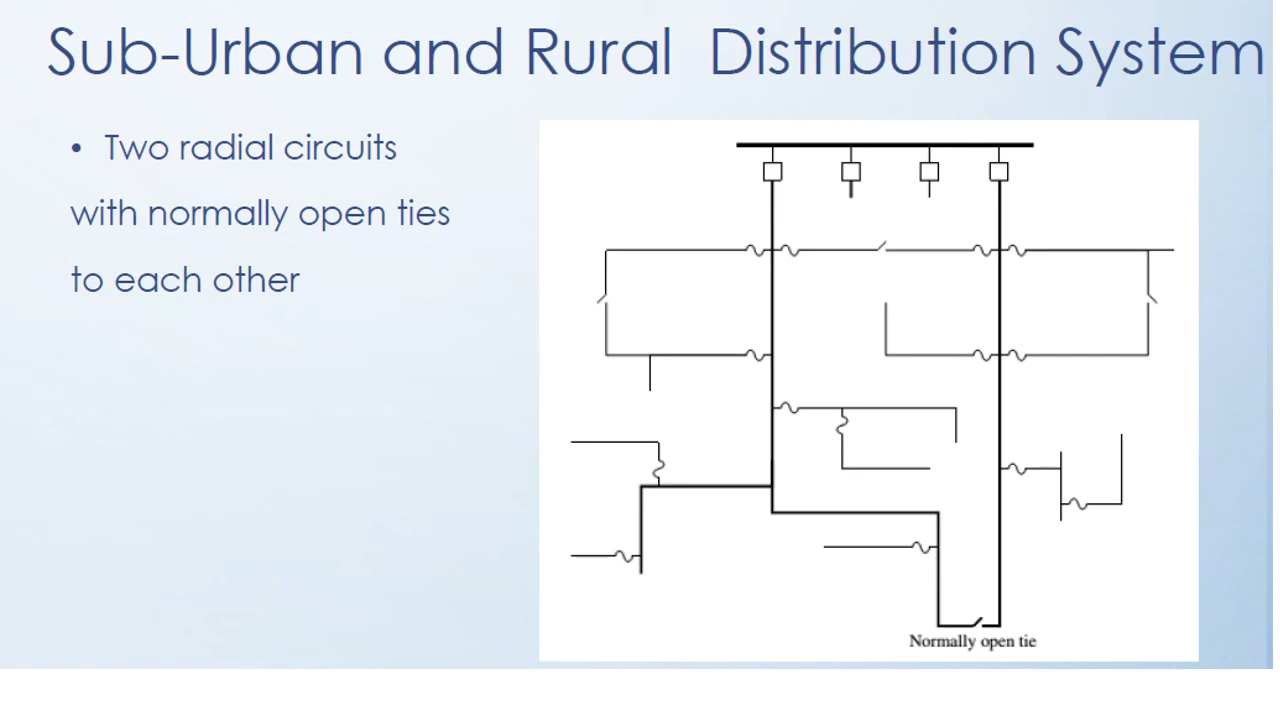 Sub-Urban and Rural Distribution System
• Two radial circuits
with normally open ties
to each other
Normally open tie